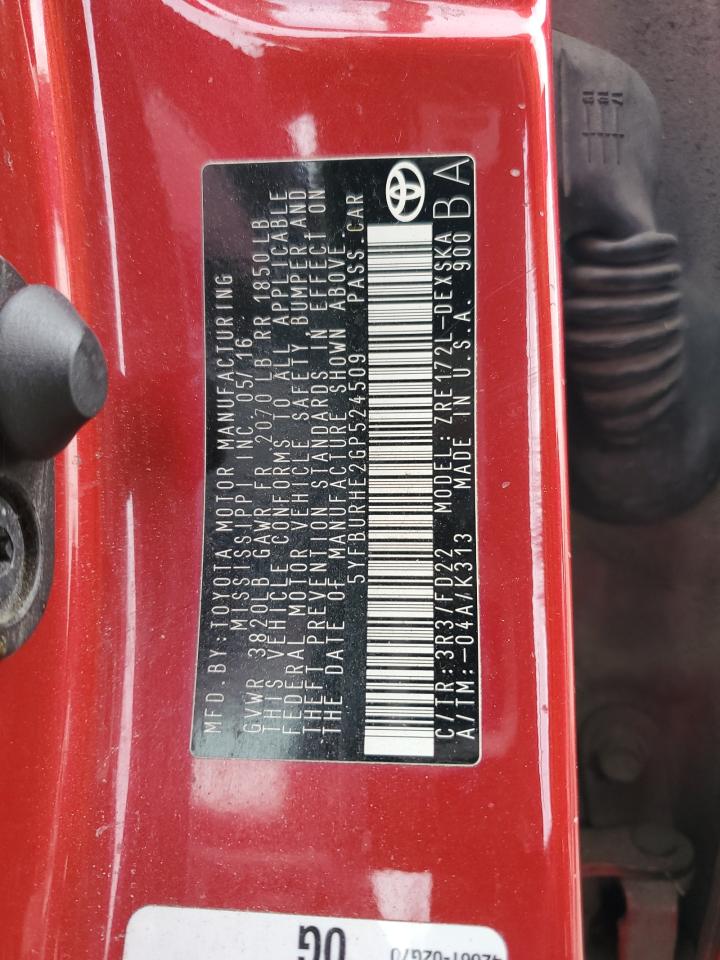 MFD.BY:TOYOTA MOTOR MANUFACTURING
MISSISSIPPI INC 05/16
GVWR 3820LB GAWR FR 2070 LB RR 1850LB
THIS VEHICLE CONFORMS TO ALL APPLICABLE
FEDERAL MOTOR VEHICLE SAFETY, BUMPER, AND
THEFT PREVENTION STANDARDS IN EFFECT ON
THE DATE OF MANUFACTURE SHOWN ABOVE.
5YFBURHE2GP524509 PASS.CAR
C/TR: 3R3/FD22 MODEL: ZRE172L-DEXSKA
A/TM:-04A/K313 MADE IN U.S.A. 900
BA
0G